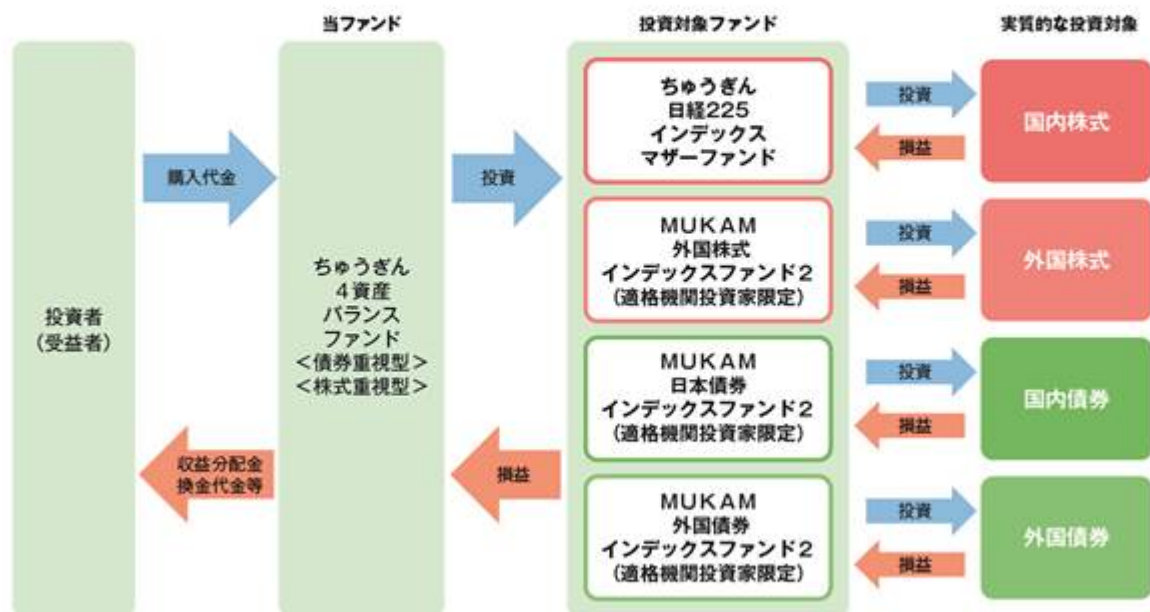 当ファンド
投資対象ファンド
実質的な投資対象
投資者
(受益者)
購入代金
収益分配金
換金代金等
ちゅうぎん
4資産
バランス
ファンド
<債券重視型>
<株式重視型>
投資
損益
ちゅうぎん
日経225
インデックス
マザーファンド
投資
損益
国内株式
MUKAM
外国株式
インデックスファンド2
(適格機関投資家限定)
投資
損益
外国株式
MUKAM
日本債券
インデックスファンド2
(適格機関投資家限定)
投資
損益
国内債券
MUKAM
外国債券
インデックスファンド2
(適格機関投資家限定)
投資
損益
外国債券